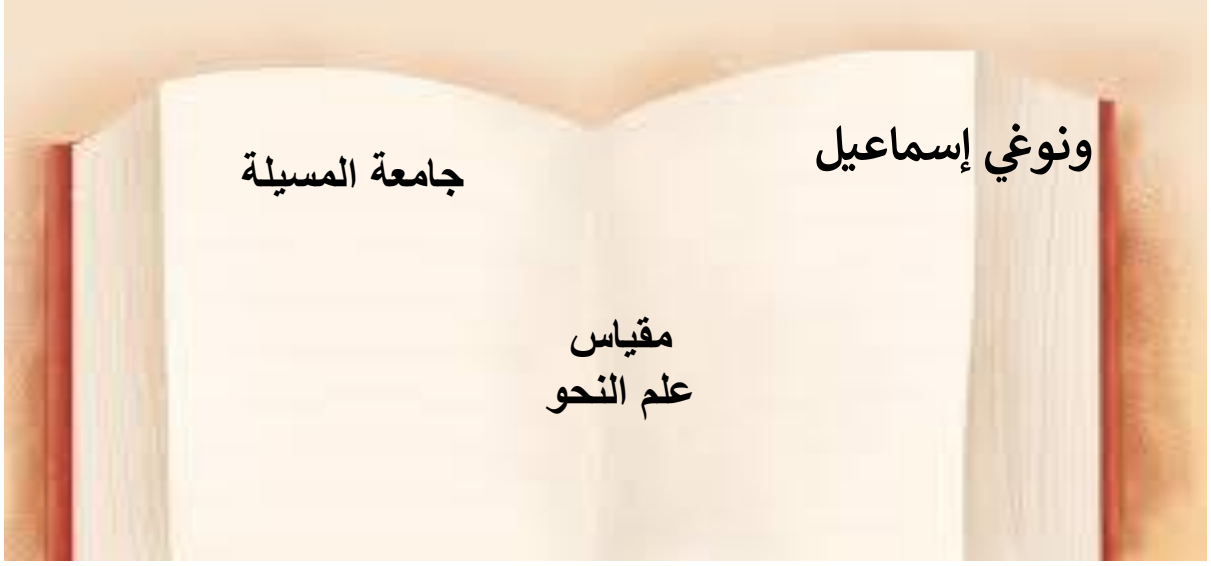 ونوغي إسماعيل
جامعة المسيلة
مقياس
علم النحو